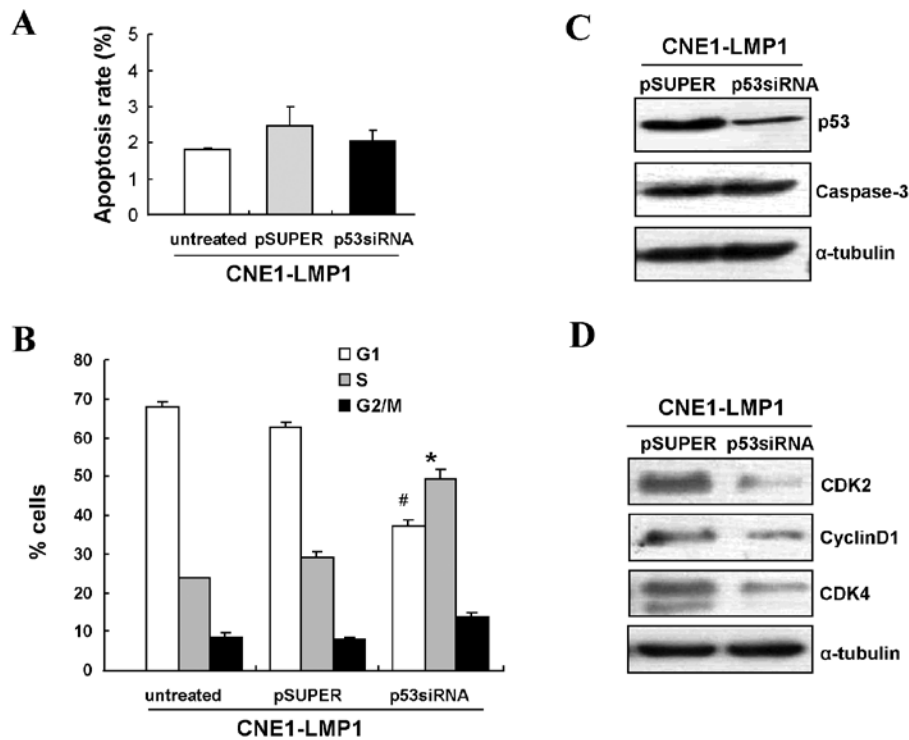 A
Apoptosis rate (%)
5
4
3
2
1
0
untreated pSUPER p53siRNA
CNE1-LMP1
B
% cells
80
70
60
50
40
30
20
10
0
G1
S
G2/M
#
*
untreated pSUPER p53siRNA
CNE1-LMP1
C
CNE1-LMP1
pSUPER p53siRNA
p53
Caspase-3
α-tubulin
D
CNE1-LMP1
pSUPER p53siRNA
CDK2
CyclinD1
CDK4
α-tubulin